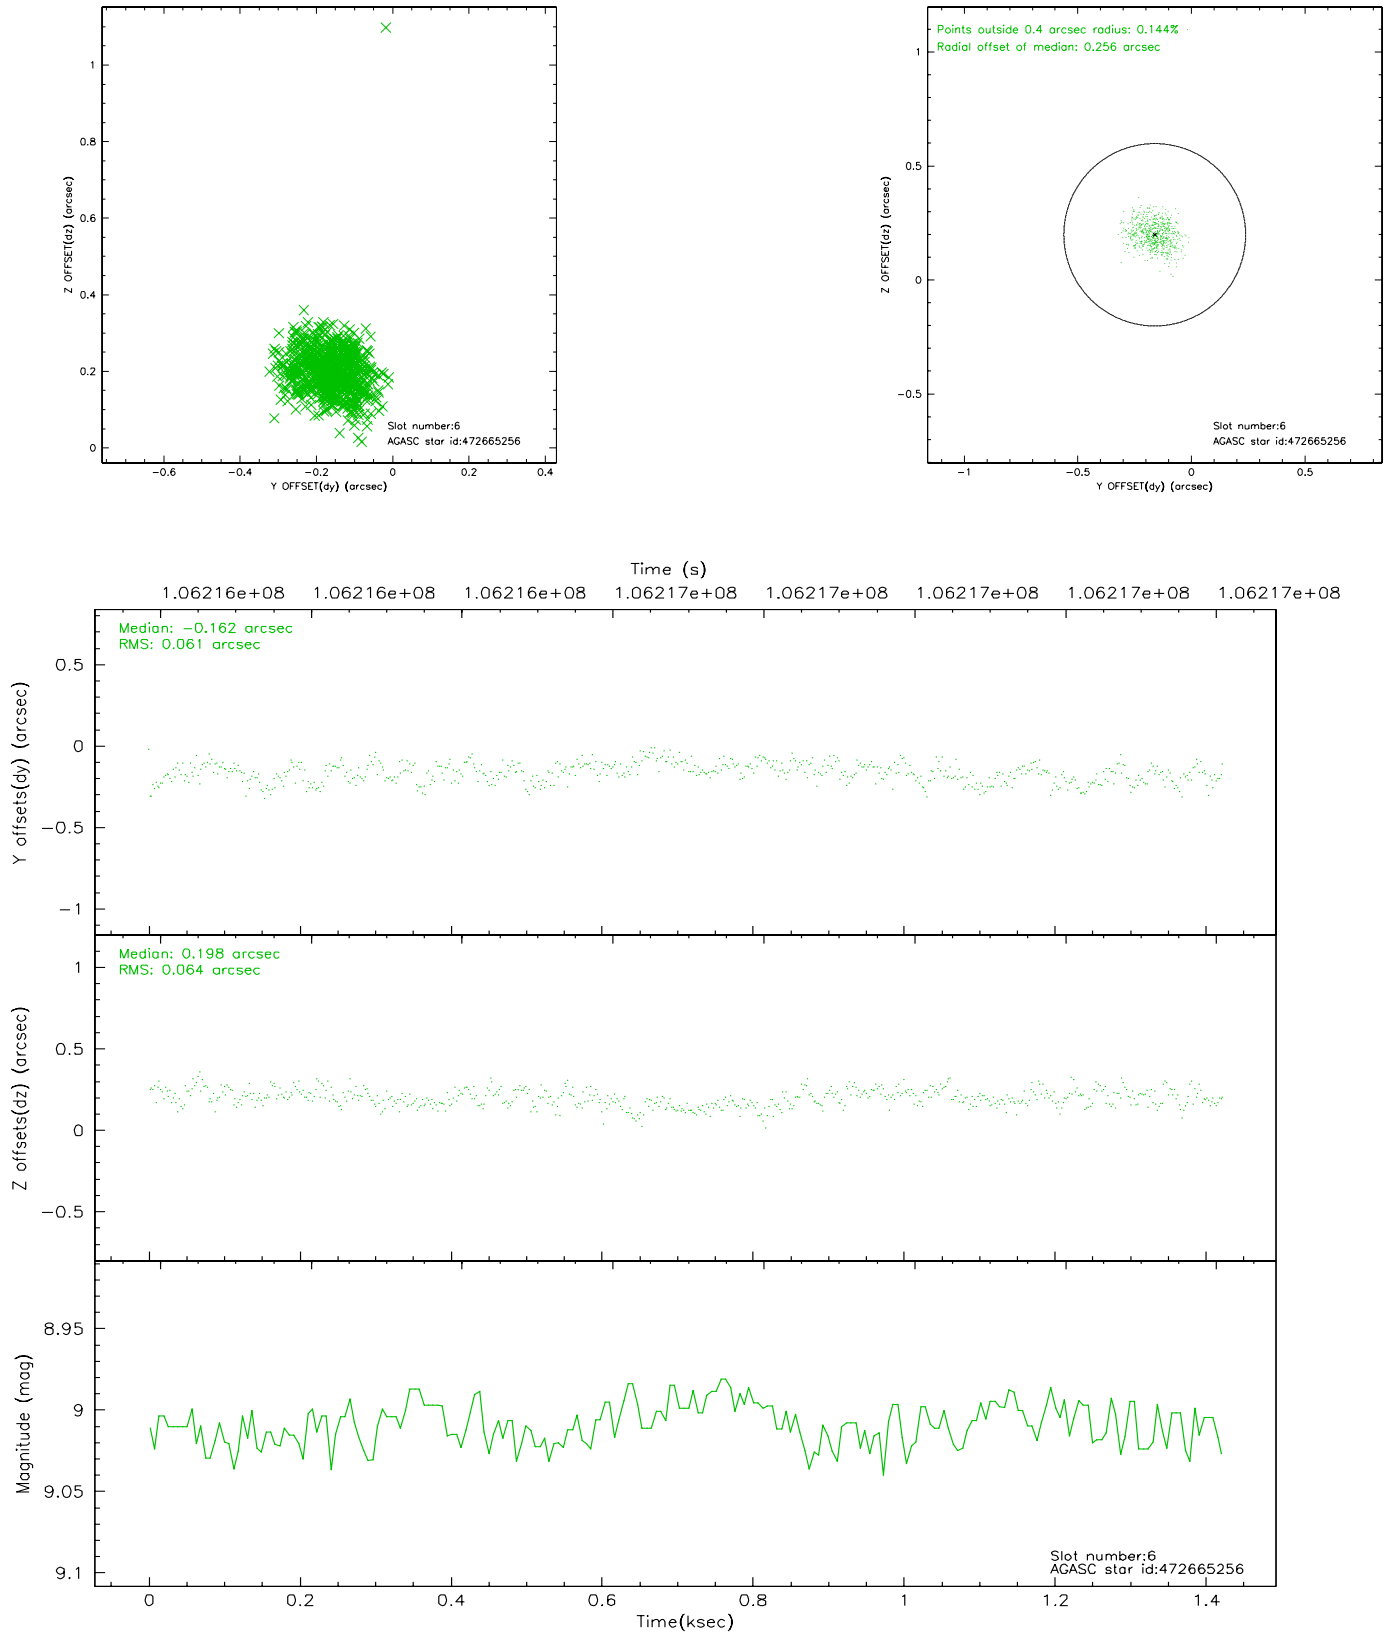 1
0.8
0.6
0.4
0.2
0
Z OFFSET(dz) (arcsec)
−0.6 −0.4 −0.2 0 0.2 0.4
Y OFFSET(dy) (arcsec)
Slot number:6
AGASC star id:472665256
Points outside 0.4 arcsec radius: 0.144%
Radial offset of median: 0.256 arcsec
1
0.5
0
−0.5
Z OFFSET(dz) (arcsec)
−1 −0.5 0 0.5
Y OFFSET(dy) (arcsec)
Slot number:6
AGASC star id:472665256
Time (s)
1.06216e+08 1.06216e+08 1.06216e+08 1.06217e+08 1.06217e+08 1.06217e+08 1.06217e+08 1.06217e+08
Median: −0.162 arcsec
RMS: 0.061 arcsec
0.5
0
−0.5
−1
Y offsets(dy) (arcsec)
Median: 0.198 arcsec
RMS: 0.064 arcsec
1
0.5
0
−0.5
Z offsets(dz) (arcsec)
8.95
9
9.05
9.1
Magnitude (mag)
Slot number:6
AGASC star id:472665256
0 0.2 0.4 0.6 0.8 1 1.2 1.4
Time(ksec)